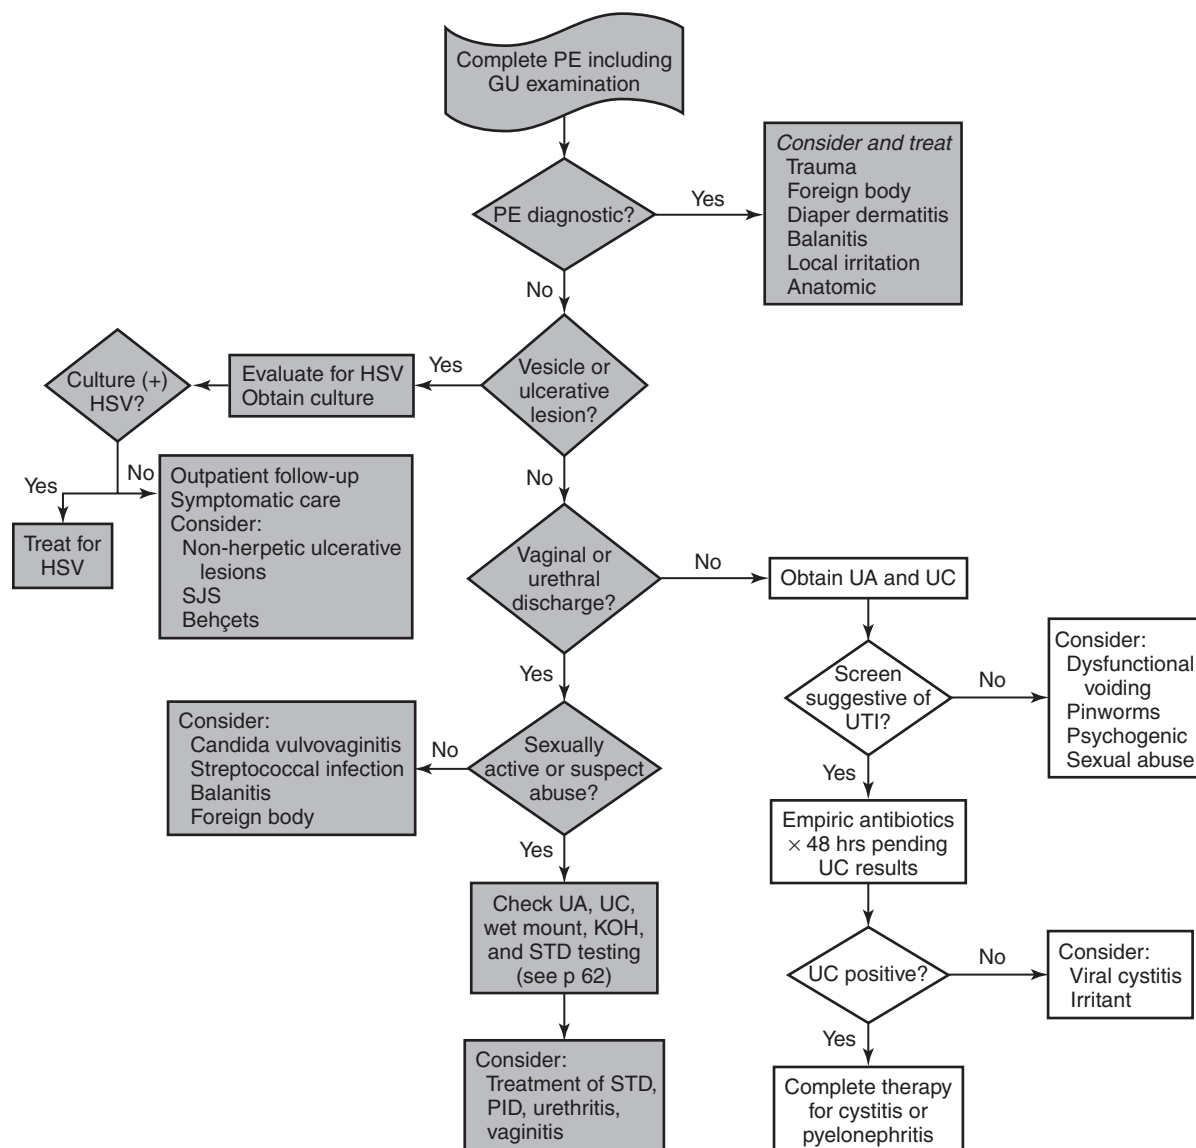 Complete PE including
GU examination
PE diagnostic?
Yes
Consider and treat
Trauma
Foreign body
Diaper dermatitis
Balanitis
Local irritation
Anatomic
No
Vesicle or
ulcerative
lesion?
Yes
Evaluate for HSV
Obtain culture
Culture (+)
HSV?
Yes
Treat for
HSV
No
Outpatient follow-up
Symptomatic care
Consider:
Non-herpetic ulcerative
lesions
SJS
Behçets
No
Vaginal or
urethral
discharge?
No
Obtain UA and UC
Screen
suggestive of
UTI?
No
Consider:
Dysfunctional
voiding
Pinworms
Psychogenic
Sexual abuse
Yes
Empiric antibiotics
× 48 hrs pending
UC results
UC positive?
No
Consider:
Viral cystitis
Irritant
Yes
Complete therapy
for cystitis or
pyelonephritis
Yes
Sexually
active or suspect
abuse?
No
Consider:
Candida vulvovaginitis
Streptococcal infection
Balanitis
Foreign body
Yes
Check UA, UC,
wet mount, KOH,
and STD testing
(see p 62)
Consider:
Treatment of STD,
PID, urethritis,
vaginitis